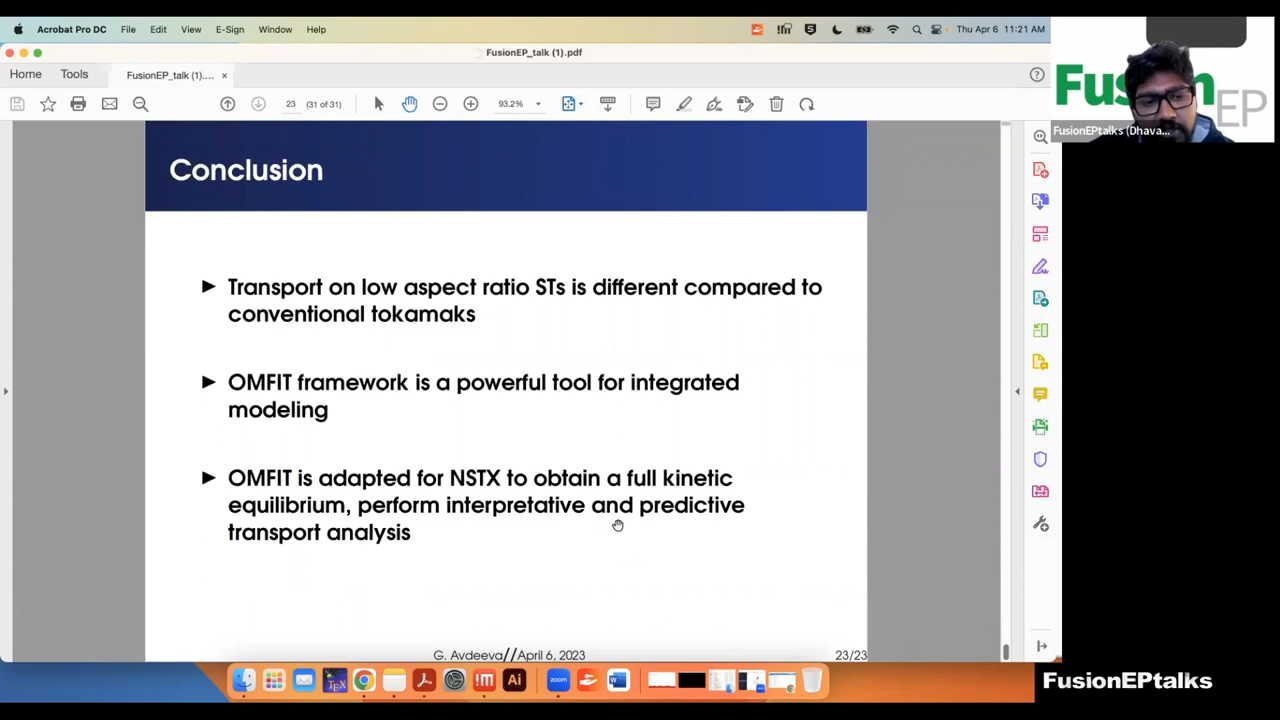 Acrobat Pro DC File Edit View E-Sign Window Help
Thu Apr 6 11:21 AM
FusionEP_talk (1).pdf
Home Tools FusionEP_talk (1).... ×
23 (31 of 31) 93.2%
Conclusion
Transport on low aspect ratio STs is different compared to
conventional tokamaks
OMFIT framework is a powerful tool for integrated
modeling
OMFIT is adapted for NSTX to obtain a full kinetic
equilibrium, perform interpretative and predictive
transport analysis
G. Avdeeva//April 6, 2023
23/23
EP
FusionEPtalks (Dhava...
FusionEPtalks